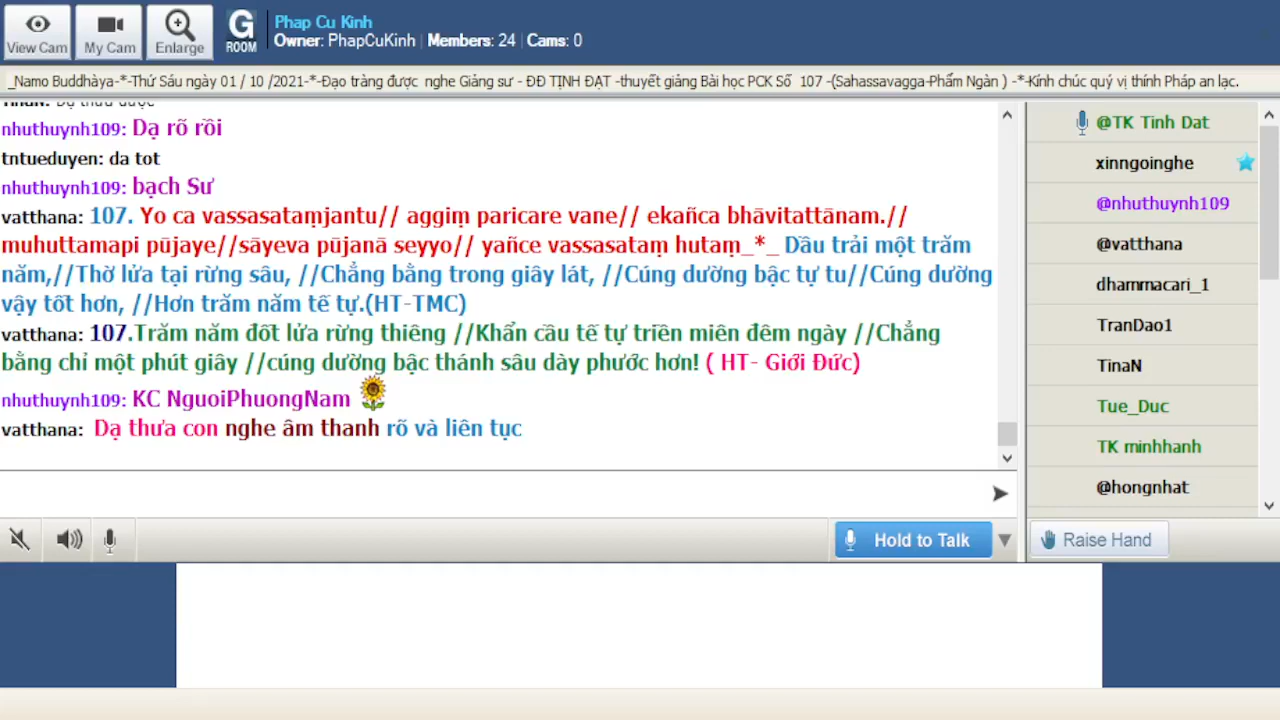 View Cam
My Cam
Enlarge
G
ROOM
Phap Cu Kinh
Owner: PhapCuKinh | Members: 24 | Cams: 0
_Namo Buddhàya-*-Thứ Sáu ngày 01 / 10 /2021-*-Đạo tràng được nghe Giảng sư - ĐĐ TỊNH ĐẠT -thuyết giảng Bài học PCK Số 107 -(Sahassavagga-Phẩm Ngàn ) -*-Kính chúc quý vị thính Pháp an lạc.
nhuthuynh109: Dạ rõ rồi
tntueduyen: da tot
nhuthuynh109: bạch Sư
vatthana: 107. Yo ca vassasataṃjantu// aggiṃ paricare vane// ekañca bhāvitattānam.//
muhuttamapi pūjaye//sāyeva pūjanā seyyo// yañce vassasataṃ hutaṃ_*_ Dầu trải một trăm
năm,//Thờ lửa tại rừng sâu, //Chẳng bằng trong giây lát, //Cúng dường bậc tự tu//Cúng dường
vậy tốt hơn, //Hơn trăm năm tế tự.(HT-TMC)
vatthana: 107.Trăm năm đốt lửa rừng thiêng //Khẩn cầu tế tự triền miên đêm ngày //Chẳng
bằng chỉ một phút giây //cúng dường bậc thánh sâu dày phước hơn! ( HT- Giới Đức)
nhuthuynh109: KC NguoiPhuongNam
vatthana: Dạ thưa con nghe âm thanh rõ và liên tục
Hold to Talk
@TK Tinh Dat
xinngoinghe
@nhuthuynh109
@vatthana
dhammacari_1
TranDao1
TinaN
Tue_Duc
TK minhhanh
@hongnhat
Raise Hand